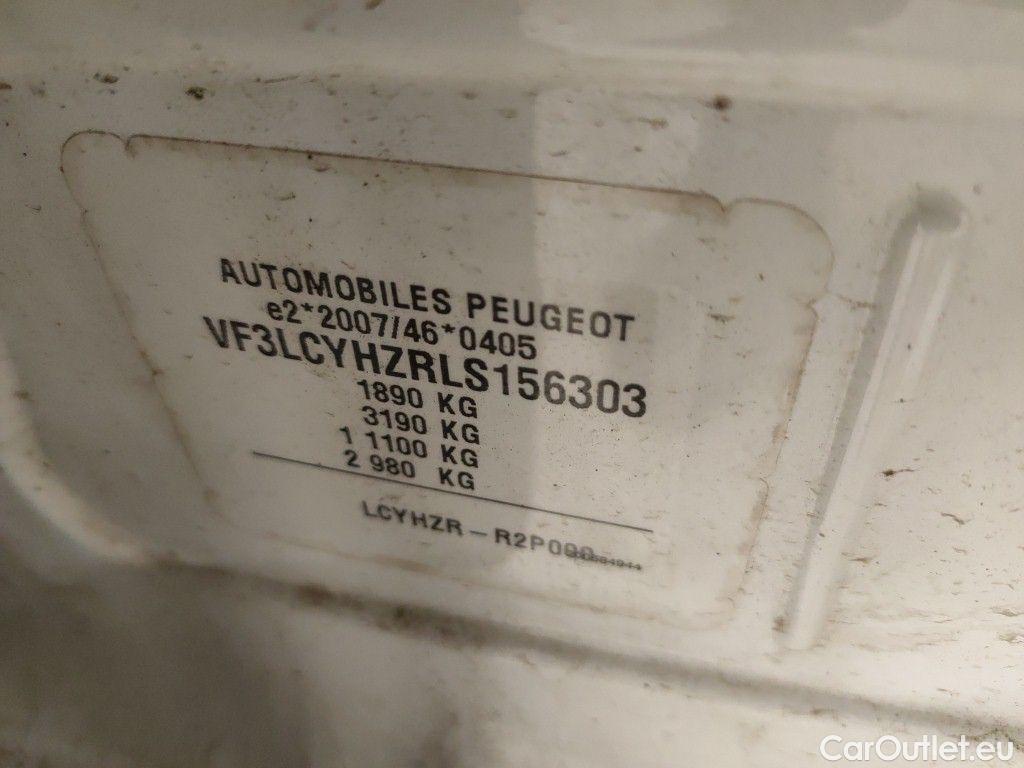 AUTOMOBILES PEUGEOT
e2*2007/46*0405
VF3LCYHZRLS156303
1890 KG
3190 KG
1 1100 KG
2 980 KG
LCYHZR - R2P000
CarOutlet.eu